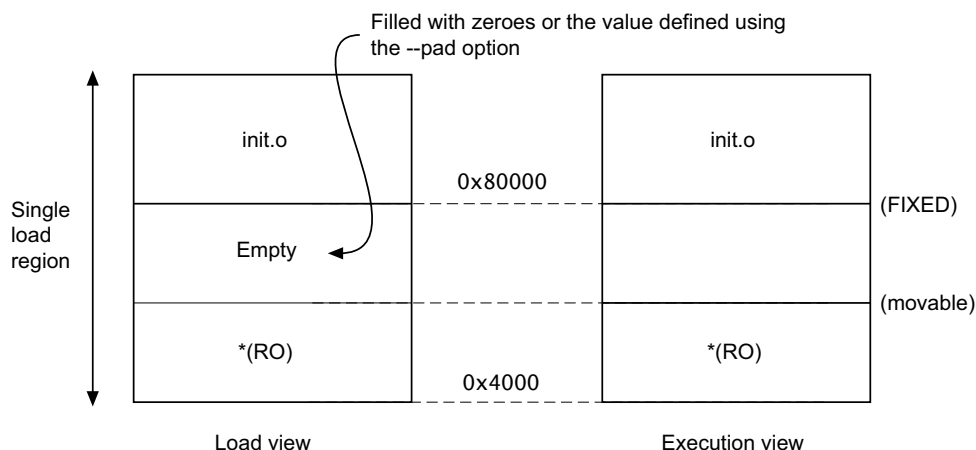 Filled with zeroes or the value defined using
the --pad option
init.o
init.o
0x80000
(FIXED)
Single
load
region
Empty
(movable)
*(RO)
*(RO)
0x4000
Load view
Execution view